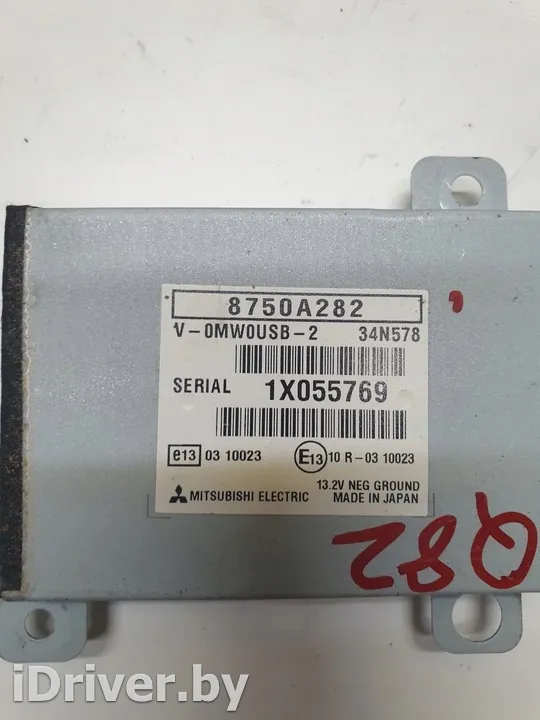 8750A282
V-0MW0USB-2 34N578
SERIAL 1X055769
e13 03 10023 E13 10 R-03 10023
MITSUBISHI ELECTRIC 13.2V NEG GROUND
MADE IN JAPAN
Q82
iDriver.by